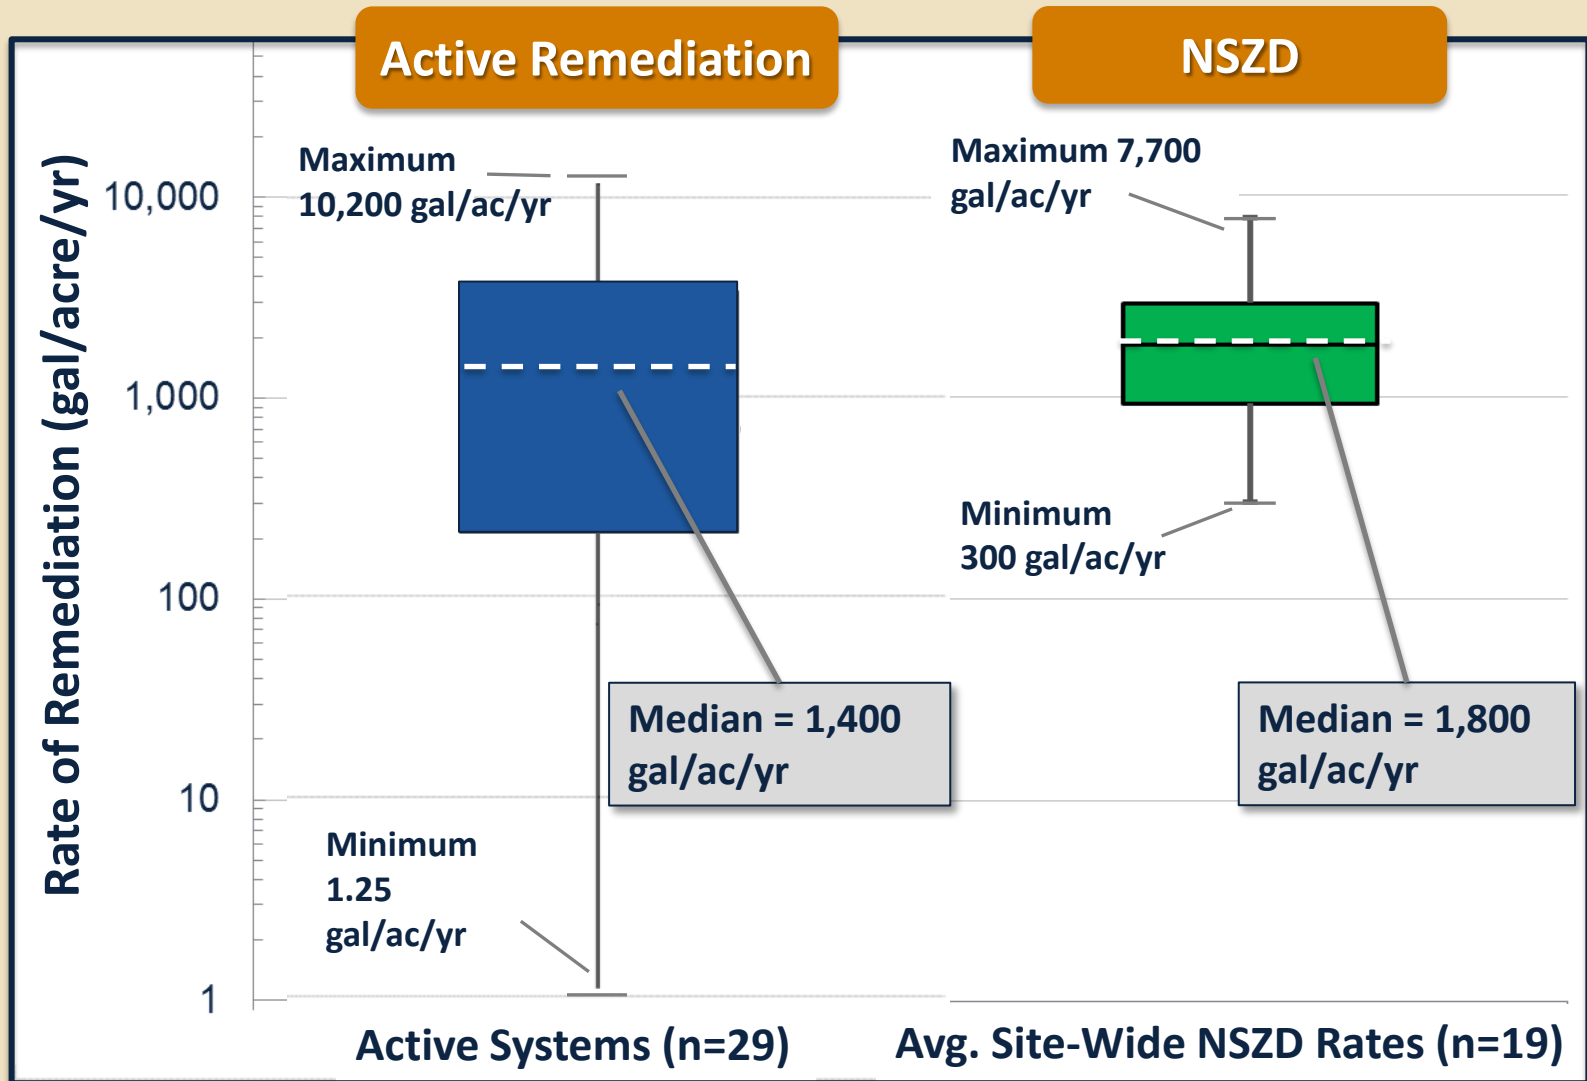 Active Remediation
NSZD
Rate of Remediation (gal/acre/yr)
10,000
1,000
100
10
1
Maximum
10,200 gal/ac/yr
Median = 1,400
gal/ac/yr
Minimum
1.25
gal/ac/yr
Maximum 7,700
gal/ac/yr
Minimum
300 gal/ac/yr
Median = 1,800
gal/ac/yr
Active Systems (n=29)
Avg. Site-Wide NSZD Rates (n=19)